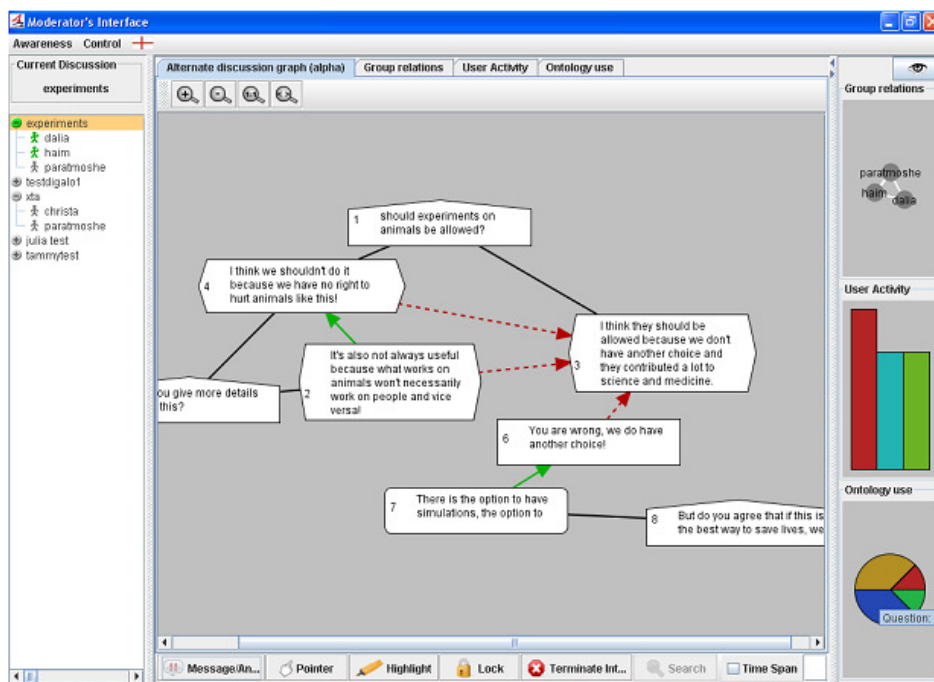 Moderator's Interface
Awareness Control
Current Discussion
experiments
experiments
dalia
haim
paratmoshe
testdigalo1
xta
christa
paratmoshe
julia test
tammytest
Alternate discussion graph (alpha) Group relations User Activity Ontology use
1 should experiments on
animals be allowed?
4 I think we shouldn't do it
because we have no right to
hurt animals like this!
3 I think they should be
allowed because we don't
have another choice and
they contributed a lot to
science and medicine.
2 It's also not always useful
because what works on
animals won't necessarily
work on people and vice
versa!
ou give more details
this?
6 You are wrong, we do have
another choice!
7 There is the option to have
simulations, the option to
8 But do you agree that if this is
the best way to save lives, we
Message/An... Pointer Highlight Lock Terminate Int... Search Time Span
Group relations
paratmoshe
haim
dalia
User Activity
Ontology use
Question: